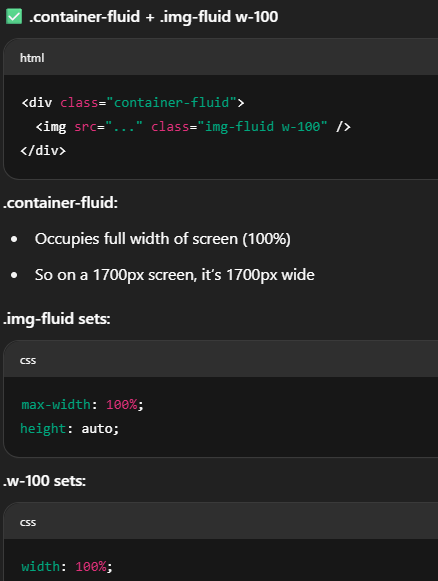 ✅ .container-fluid + .img-fluid w-100
html
<div class="container-fluid">
  <img src="..." class="img-fluid w-100" />
</div>
.container-fluid:
• Occupies full width of screen (100%)
• So on a 1700px screen, it’s 1700px wide
.img-fluid sets:
css
max-width: 100%;
height: auto;
.w-100 sets:
css
width: 100%;